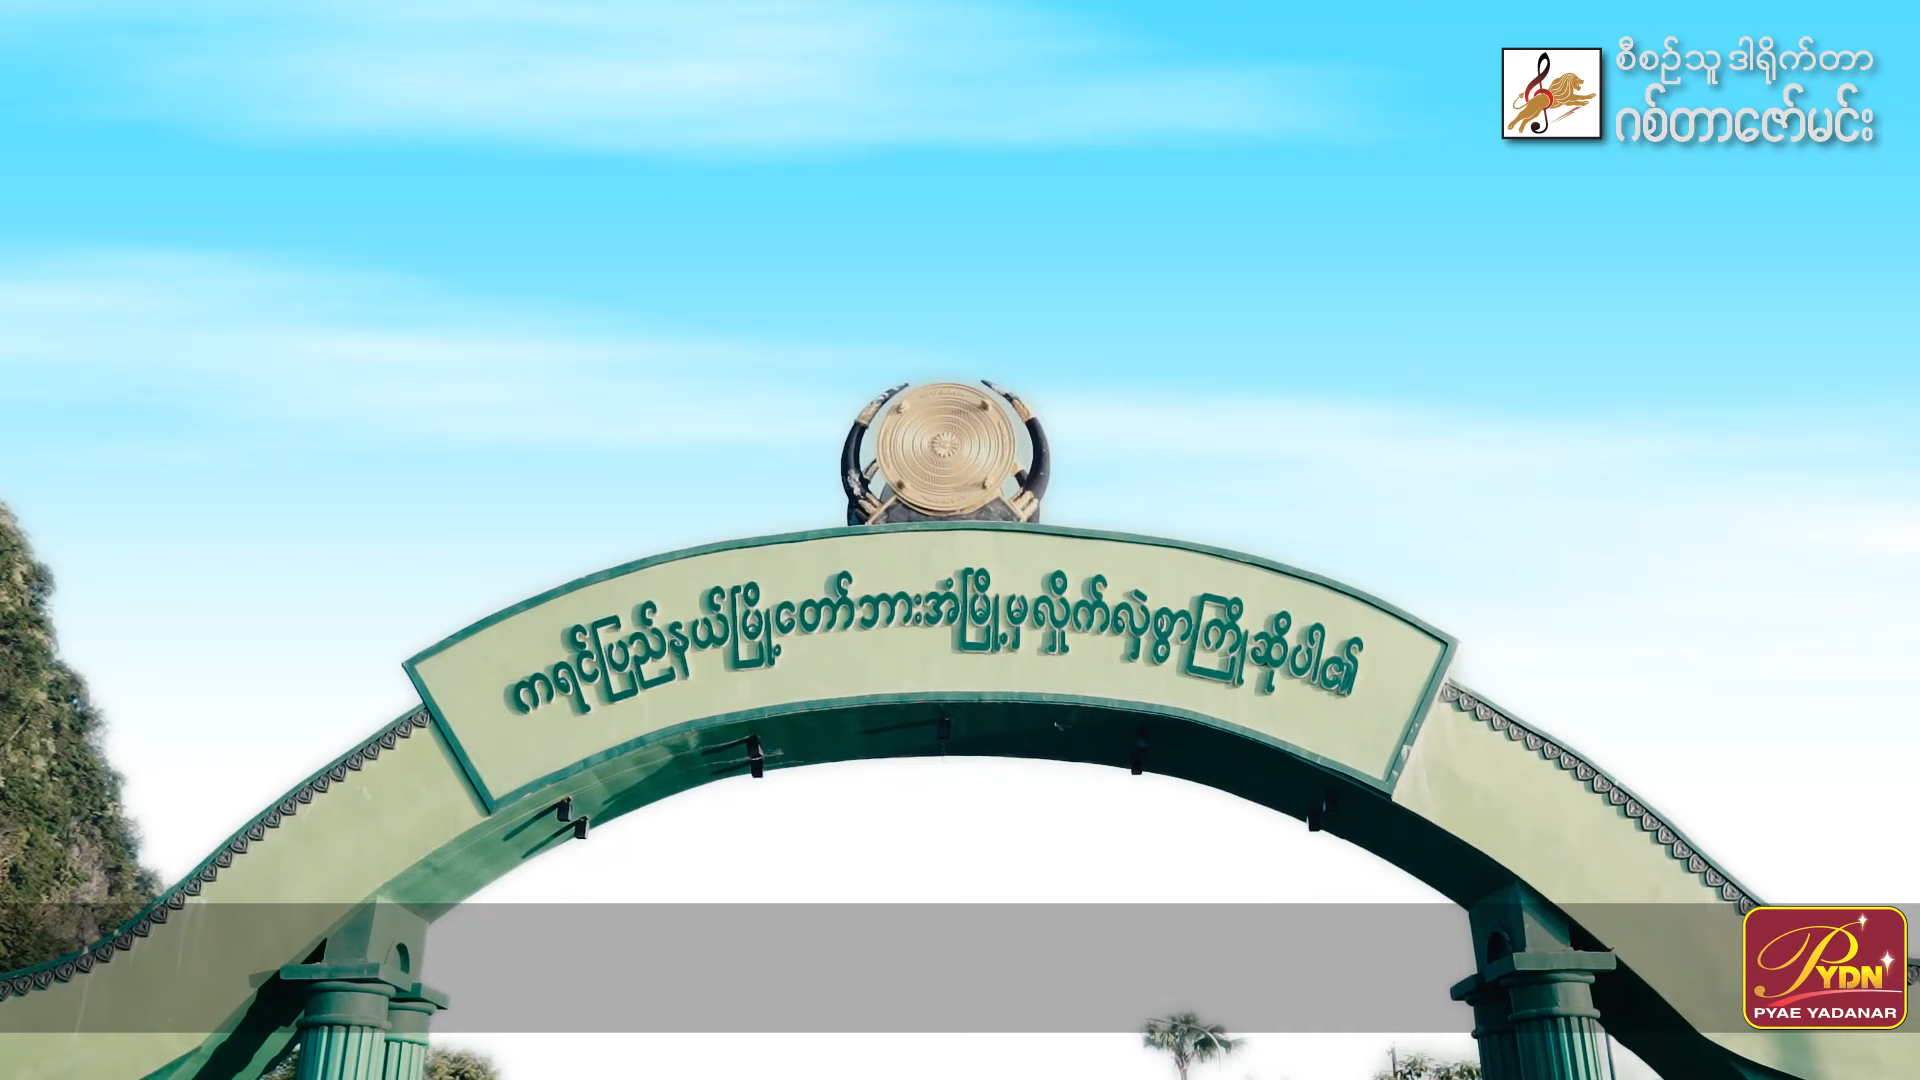 စီစဉ်သူ ဒါရိုက်တာ
ဂစ်တာဇော်မင်း
ကရင်ပြည်နယ်မြို့တော်ဘားအံမြို့မှလှိုက်လှဲစွာကြိုဆိုပါ၏
PYDN
PYAE YADANAR